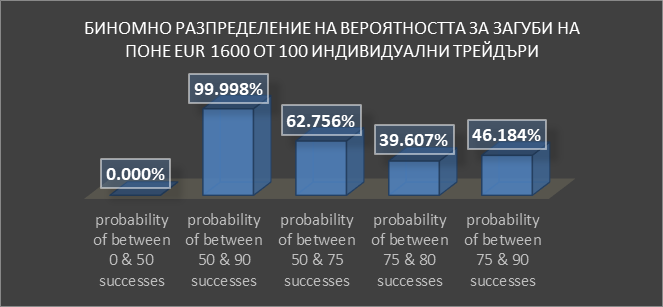 БИНОМНО РАЗПРЕДЕЛЕНИЕ НА ВЕРОЯТНОСТТА ЗА ЗАГУБИ НА
ПОНЕ EUR 1600 ОТ 100 ИНДИВИДУАЛНИ ТРЕЙДЪРИ
0.000%
99.998%
62.756%
39.607%
46.184%
probability
of between
0 & 50
successes
probability
of between
50 & 90
successes
probability
of between
50 & 75
successes
probability
of between
75 & 80
successes
probability
of between
75 & 90
successes